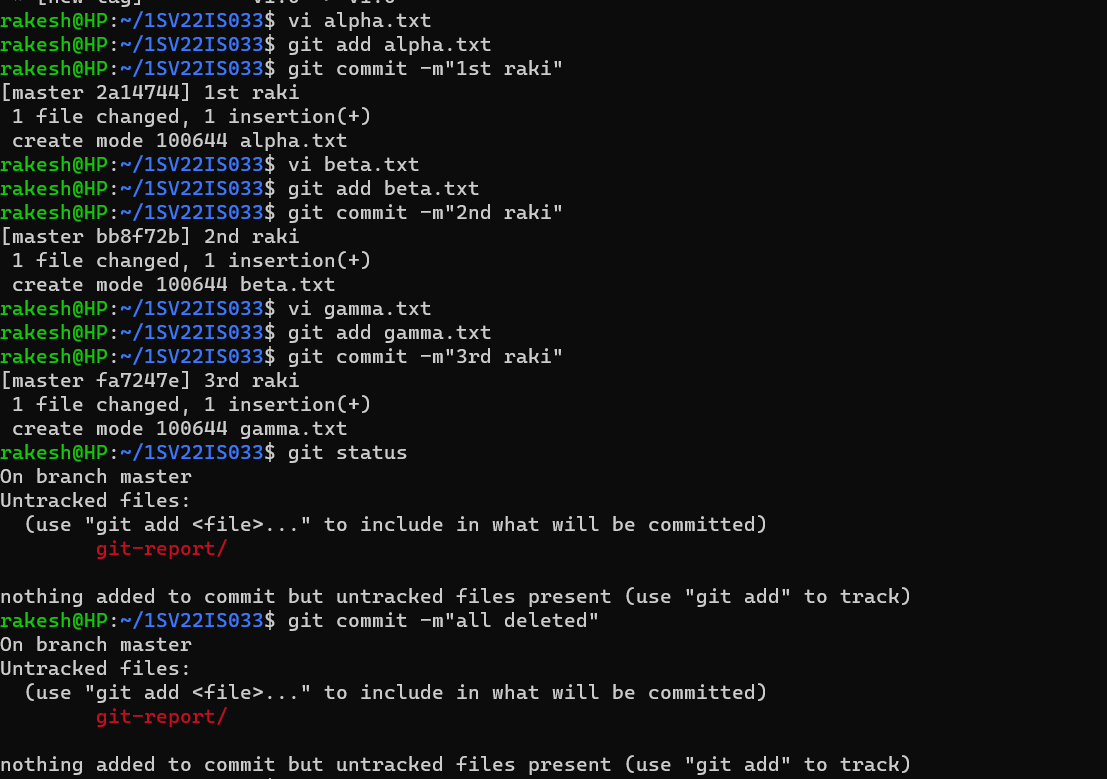 rakesh@HP:~/1SV22IS033$ vi alpha.txt
rakesh@HP:~/1SV22IS033$ git add alpha.txt
rakesh@HP:~/1SV22IS033$ git commit -m"1st raki"
[master 2a14744] 1st raki
 1 file changed, 1 insertion(+)
 create mode 100644 alpha.txt
rakesh@HP:~/1SV22IS033$ vi beta.txt
rakesh@HP:~/1SV22IS033$ git add beta.txt
rakesh@HP:~/1SV22IS033$ git commit -m"2nd raki"
[master bb8f72b] 2nd raki
 1 file changed, 1 insertion(+)
 create mode 100644 beta.txt
rakesh@HP:~/1SV22IS033$ vi gamma.txt
rakesh@HP:~/1SV22IS033$ git add gamma.txt
rakesh@HP:~/1SV22IS033$ git commit -m"3rd raki"
[master fa7247e] 3rd raki
 1 file changed, 1 insertion(+)
 create mode 100644 gamma.txt
rakesh@HP:~/1SV22IS033$ git status
On branch master
Untracked files:
  (use "git add <file>..." to include in what will be committed)
        git-report/
nothing added to commit but untracked files present (use "git add" to track)
rakesh@HP:~/1SV22IS033$ git commit -m"all deleted"
On branch master
Untracked files:
  (use "git add <file>..." to include in what will be committed)
        git-report/
nothing added to commit but untracked files present (use "git add" to track)